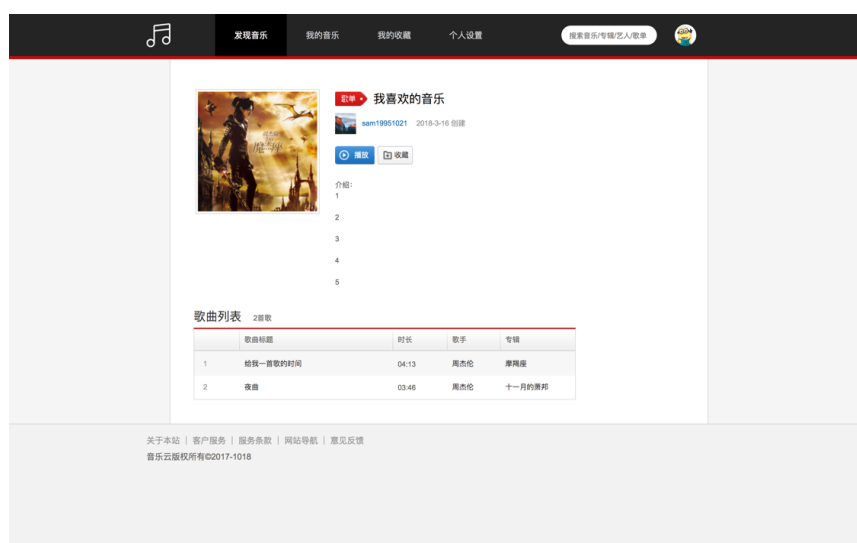 发现音乐 我的音乐 我的收藏 个人设置 搜索音乐/专辑/艺人/歌单
歌单 我喜欢的音乐
sam19951021 2018-3-16 创建
播放 收藏
魔羯座
介绍：
1
2
3
4
5
歌曲列表 2首歌
歌曲标题 时长 歌手 专辑
1 给我一首歌的时间 04:13 周杰伦 摩羯座
2 夜曲 03:46 周杰伦 十一月的萧邦
关于本站 | 客户服务 | 服务条款 | 网站导航 | 意见反馈
音乐云版权所有©2017-1018